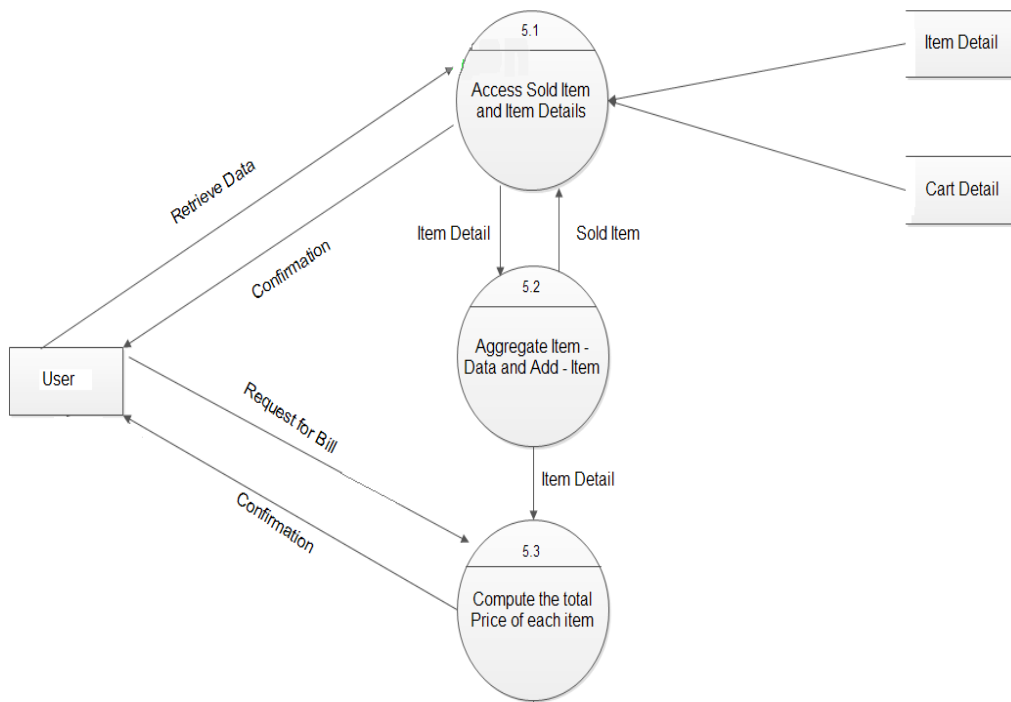 5.1
Access Sold Item
and Item Details
Item Detail
Cart Detail
Retrieve Data
Confirmation
Item Detail
Sold Item
5.2
Aggregate Item -
Data and Add - Item
User
Request for Bill
Confirmation
Item Detail
5.3
Compute the total
Price of each item